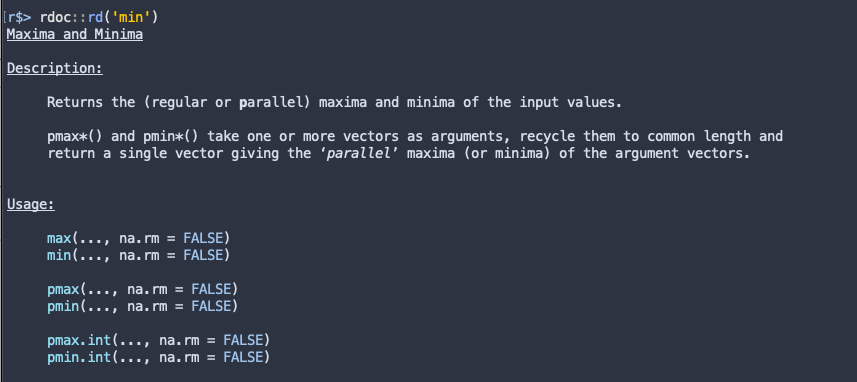 r$> rdoc::rd('min')
Maxima and Minima
Description:
Returns the (regular or parallel) maxima and minima of the input values.
pmax*() and pmin*() take one or more vectors as arguments, recycle them to common length and
return a single vector giving the ‘parallel’ maxima (or minima) of the argument vectors.
Usage:
max(..., na.rm = FALSE)
min(..., na.rm = FALSE)
pmax(..., na.rm = FALSE)
pmin(..., na.rm = FALSE)
pmax.int(..., na.rm = FALSE)
pmin.int(..., na.rm = FALSE)